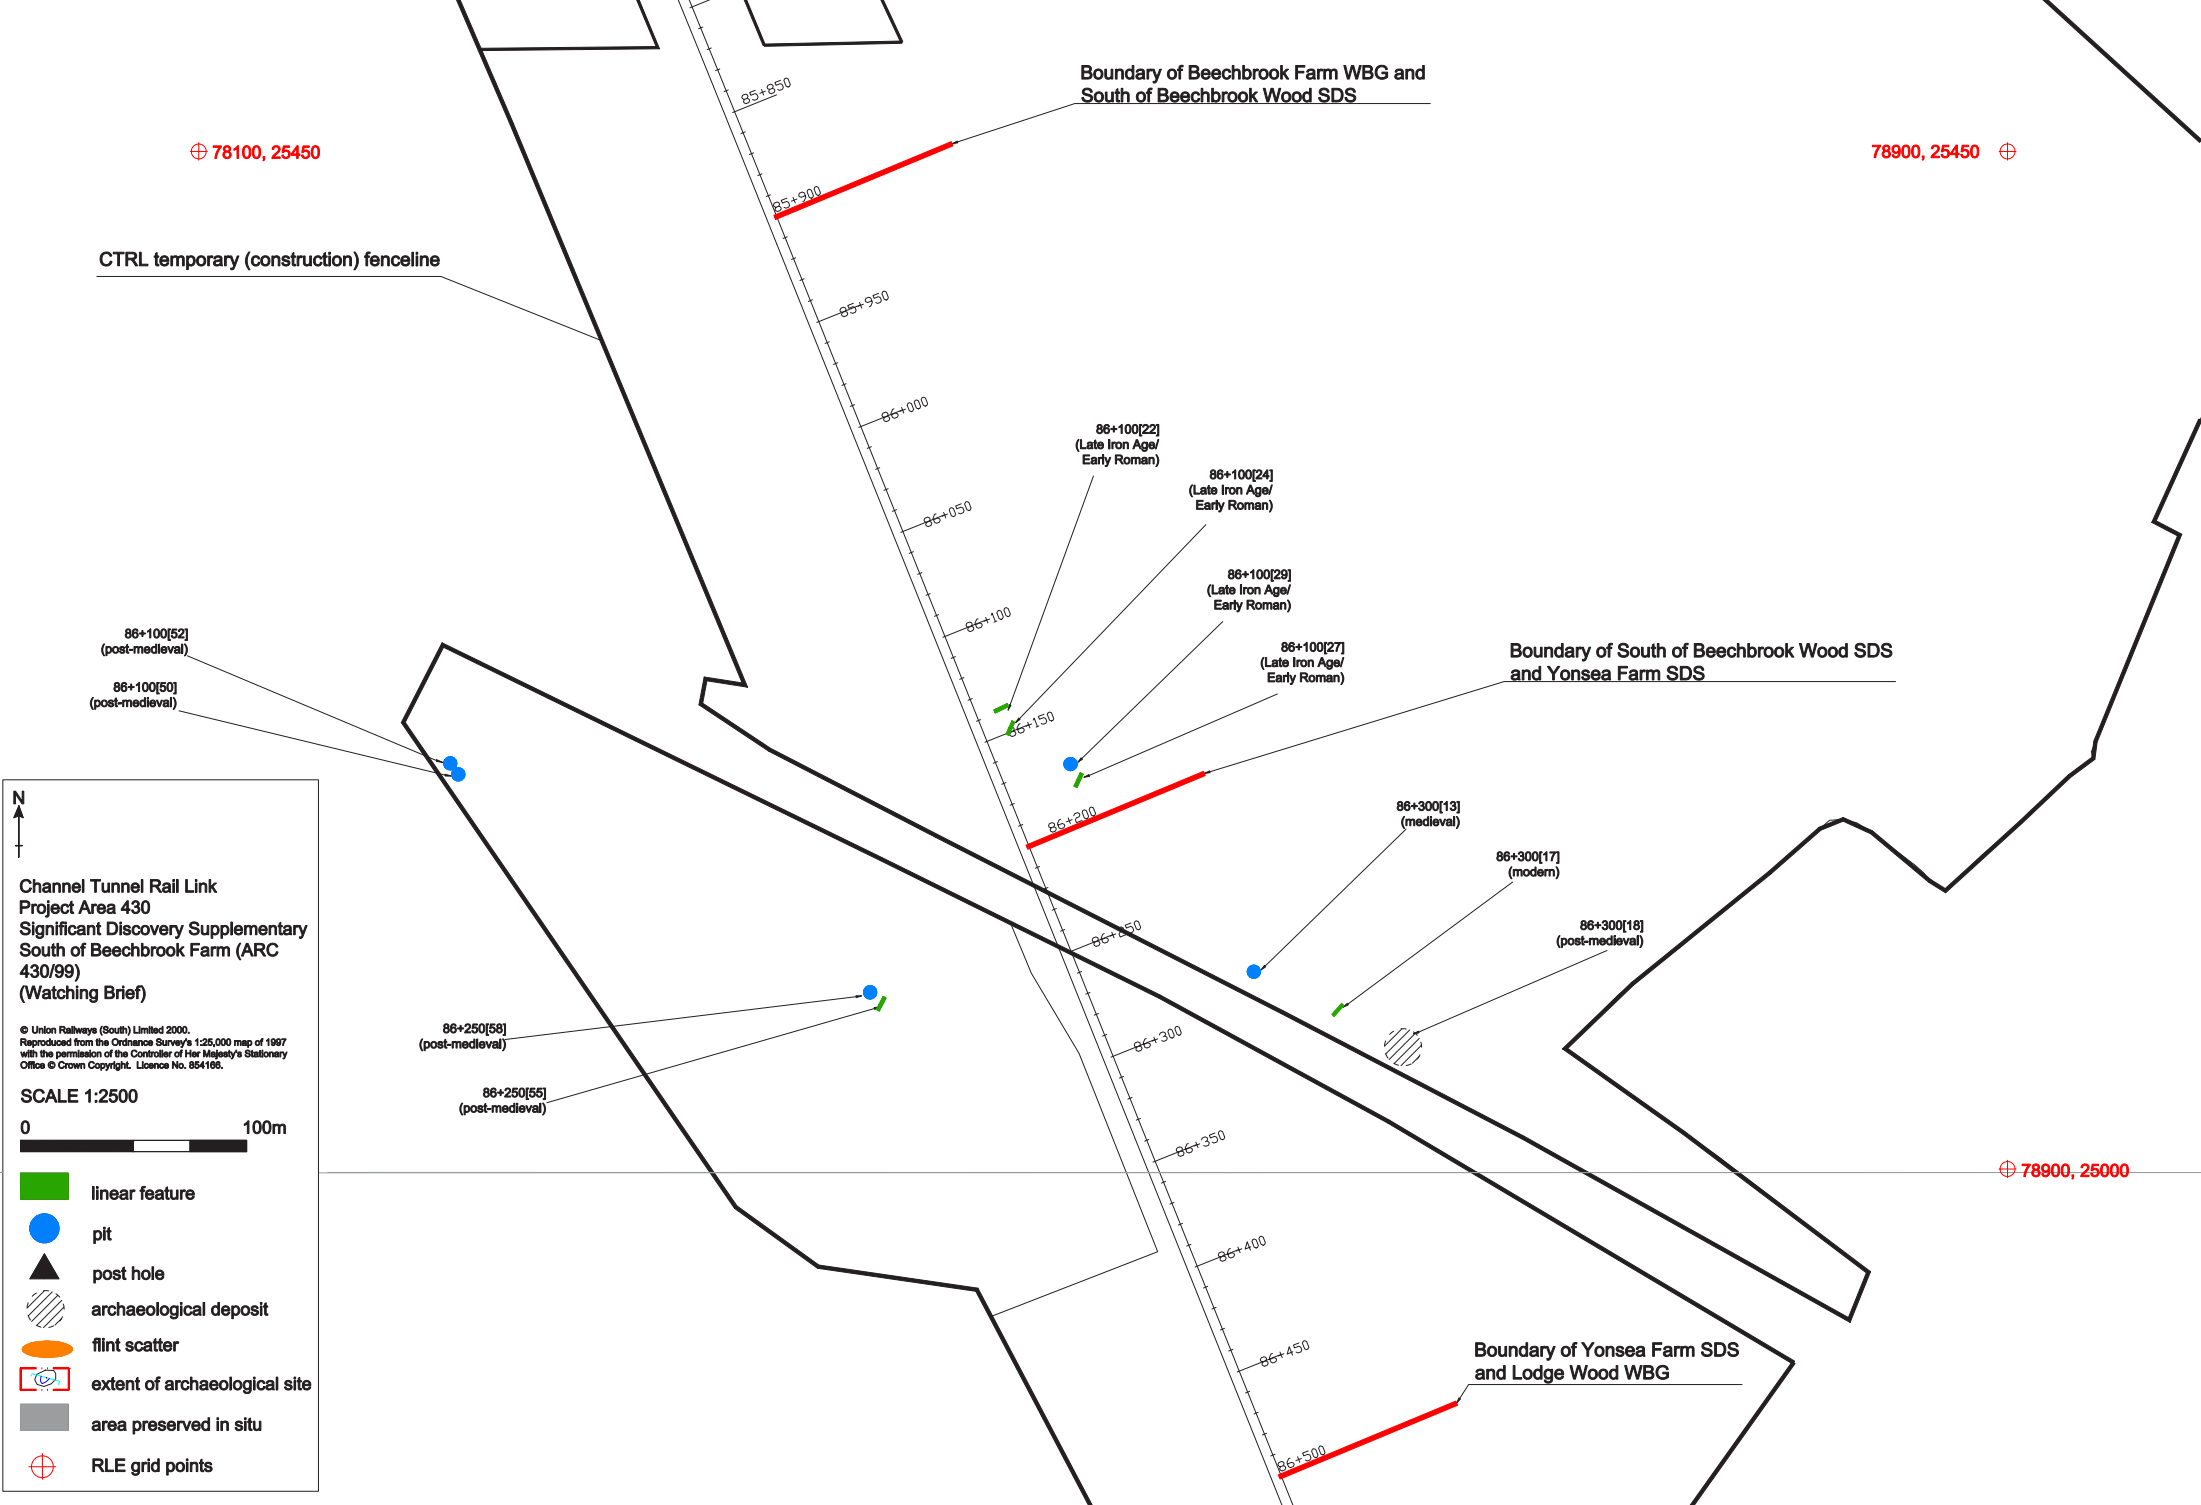 85+850
Boundary of Beechbrook Farm WBG and
South of Beechbrook Wood SDS
78100, 25450
78900, 25450
85+900
CTRL temporary (construction) fenceline
85+950
86+000
86+100[22]
(Late Iron Age/
Early Roman)
86+100[24]
(Late Iron Age/
Early Roman)
86+050
86+100[29]
(Late Iron Age/
Early Roman)
86+100
86+100[52]
(post-medieval)
86+100[27]
(Late Iron Age/
Early Roman)
Boundary of South of Beechbrook Wood SDS
and Yonsea Farm SDS
86+100[50]
(post-medieval)
86+150
86+200
86+300[13]
(medieval)
86+300[17]
(modern)
86+300[18]
(post-medieval)
86+250
86+250[58]
(post-medieval)
86+300
86+250[55]
(post-medieval)
86+350
78900, 25000
86+400
86+450
Boundary of Yonsea Farm SDS
and Lodge Wood WBG
86+500
N
Channel Tunnel Rail Link
Project Area 430
Significant Discovery Supplementary
South of Beechbrook Farm (ARC
430/99)
(Watching Brief)
© Union Railways (South) Limited 2000.
Reproduced from the Ordnance Survey's 1:25,000 map of 1997
with the permission of the Controller of Her Majesty's Stationary
Office © Crown Copyright. Licence No. 854166.
SCALE 1:2500
0 100m
linear feature
pit
post hole
archaeological deposit
flint scatter
extent of archaeological site
area preserved in situ
RLE grid points